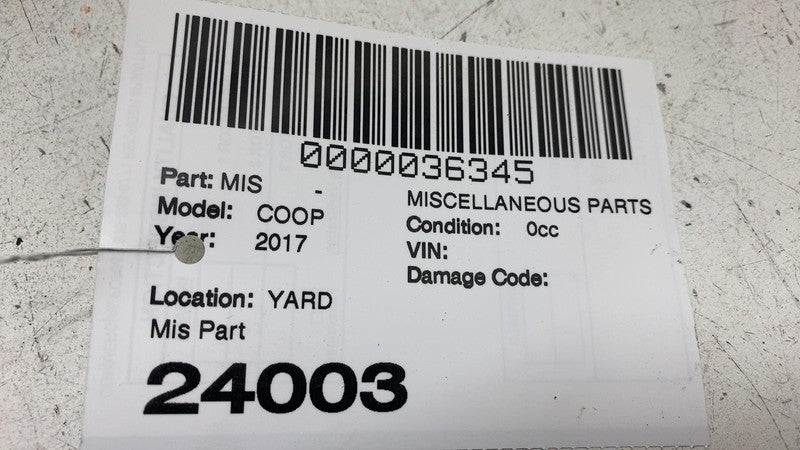 0000036345
Part: MIS - MISCELLANEOUS PARTS
Model: COOP Condition: 0cc
Year: 2017 VIN:
Damage Code:
Location: YARD
Mis Part
24003